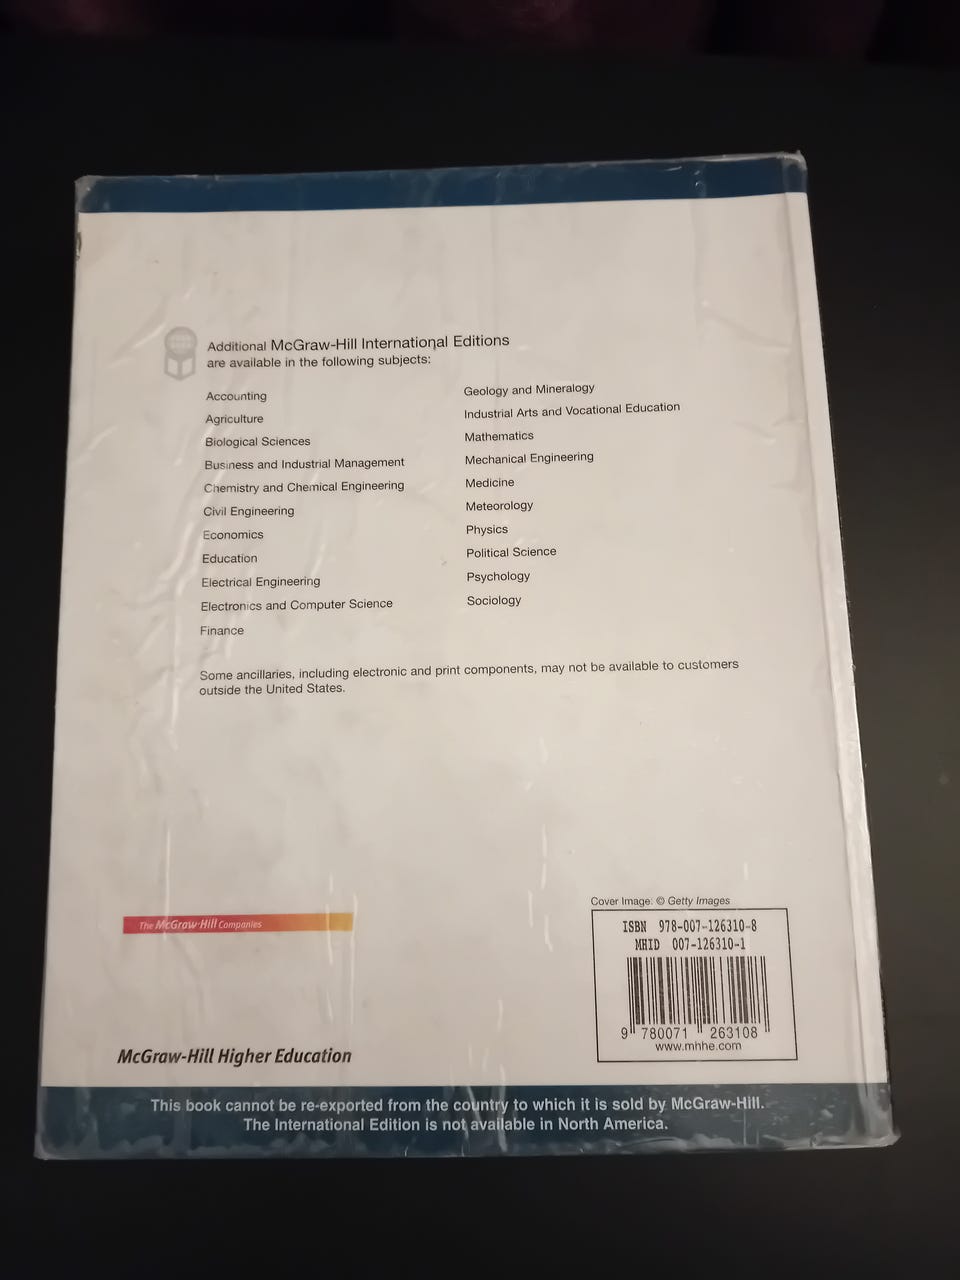 Additional McGraw-Hill International Editions
are available in the following subjects:
Accounting
Agriculture
Biological Sciences
Business and Industrial Management
Chemistry and Chemical Engineering
Civil Engineering
Economics
Education
Electrical Engineering
Electronics and Computer Science
Finance
Geology and Mineralogy
Industrial Arts and Vocational Education
Mathematics
Mechanical Engineering
Medicine
Meteorology
Physics
Political Science
Psychology
Sociology
Some ancillaries, including electronic and print components, may not be available to customers
outside the United States.
The McGraw-Hill Companies
McGraw-Hill Higher Education
Cover Image: © Getty Images
ISBN 978-007-126310-8
MHID 007-126310-1
9 780071 263108
www.mhhe.com
This book cannot be re-exported from the country to which it is sold by McGraw-Hill.
The International Edition is not available in North America.